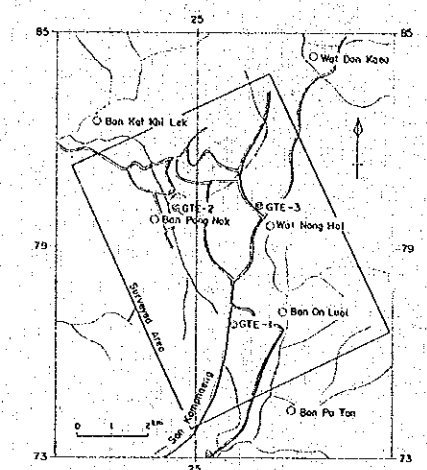 25
85
85
Wat Don Kaeo
Ban Kat Khi Lek
GTE-2
GTE-3
Ban Pong Nok
Wat Nong Hoi
79
79
Surveyed Area
Ban On Luai
GTE-1
San Kamphaeng
Ban Pa Tan
0 1 2 km
73
73
25